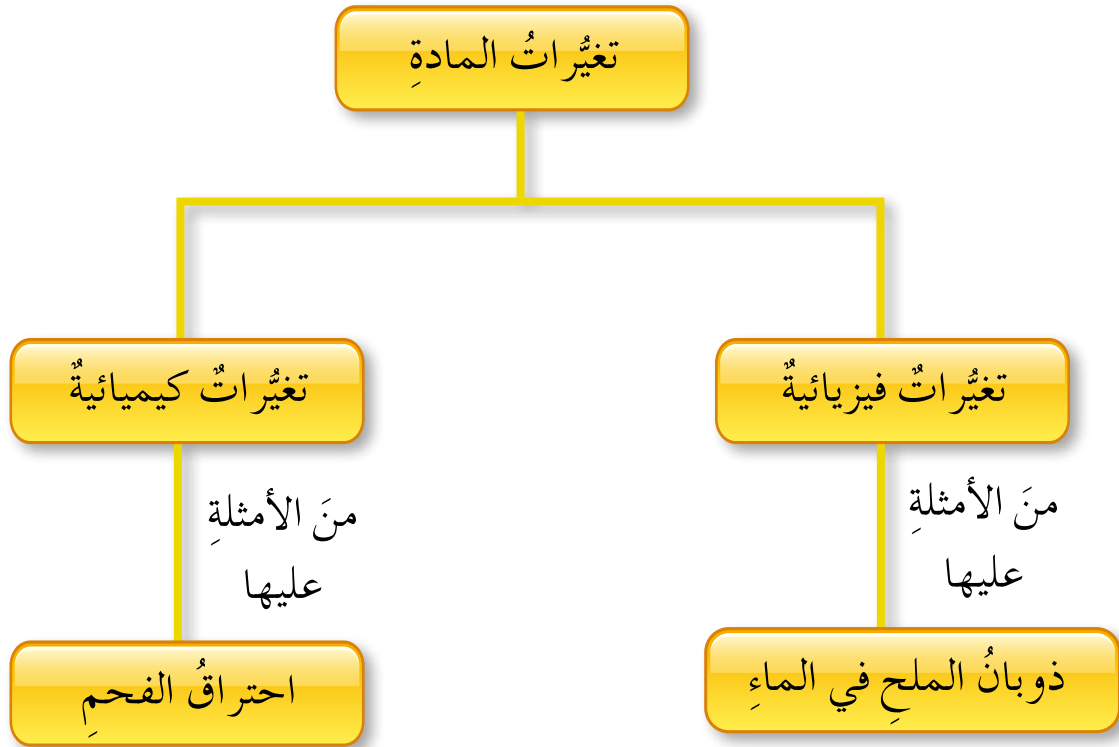 تغيُّراتُ المادةِ
تغيُّراتٌ فيزيائيةٌ
تغيُّراتٌ كيميائيةٌ
منَ الأمثلةِ
عليها
منَ الأمثلةِ
عليها
ذوبانُ الملحِ في الماءِ
احتراقُ الفحمِ